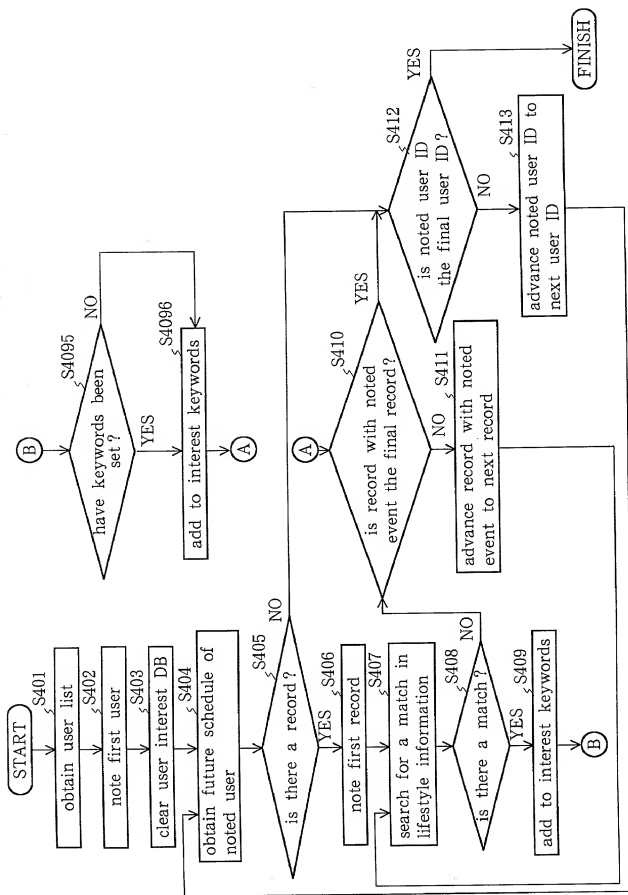 START
S401
obtain user list
S402
note first user
S403
clear user interest DB
S404
obtain future schedule of
noted user
S405
is there a record?
NO
YES
S406
note first record
S407
search for a match in
lifestyle information
S408
is there a match?
NO
YES
S409
add to interest keywords
B
B
S4095
have keywords been
set?
NO
YES
S4096
add to interest keywords
A
A
S410
is record with noted
event the final record?
YES
NO
S411
advance record with noted
event to next record
S412
is noted user ID
the final user ID?
YES
NO
S413
advance noted user ID to
next user ID
FINISH